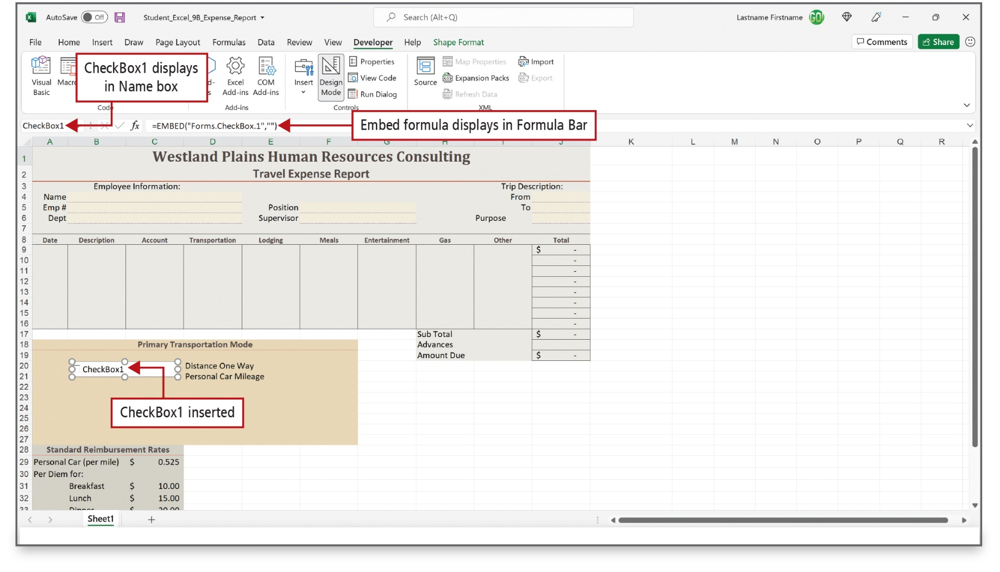 AutoSave Off Student_Excel_9B_Expense_Report Search (Alt+Q) Lastname Firstname GO!
File Home Insert Draw Page Layout Formulas Data Review View Developer Help Shape Format Comments Share
CheckBox1 displays
in Name box
Visual
Basic
Excel
Add-ins
COM
Add-ins
Add-ins
Insert
Design
Mode
Properties
View Code
Run Dialog
Controls
Source
Map Properties
Expansion Packs
Refresh Data
Import
Export
XML
CheckBox1 fx =EMBED("Forms.CheckBox.1","")
Embed formula displays in Formula Bar
A B C D E F G H I J K L M N O P Q R
1 Westland Plains Human Resources Consulting
2 Travel Expense Report
3 Employee Information: Trip Description:
4 Name From
5 Emp # Position To
6 Dept Supervisor Purpose
7
8 Date Description Account Transportation Lodging Meals Entertainment Gas Other Total
9 $ -
10 -
11 -
12 -
13 -
14 -
15 -
16 -
17 Sub Total $ -
18 Primary Transportation Mode Advances
19 Amount Due $ -
20 CheckBox1 Distance One Way
21 Personal Car Mileage
22
23
24 CheckBox1 inserted
25
26
27
28 Standard Reimbursement Rates
29 Personal Car (per mile) $ 0.525
30 Per Diem for:
31 Breakfast $ 10.00
32 Lunch $ 15.00
33 Dinner $ 20.00
Sheet1 +